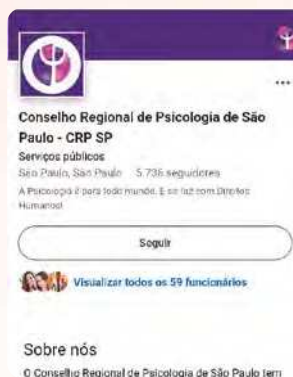 Conselho Regional de Psicologia de São
Paulo - CRP SP
Serviços públicos
São Paulo, São Paulo 5.736 seguidores
A Psicologia é para todo mundo. E se faz com Direitos
Humanos!
Seguir
Visualizar todos os 59 funcionários
Sobre nós
O Conselho Regional de Psicologia de São Paulo tem